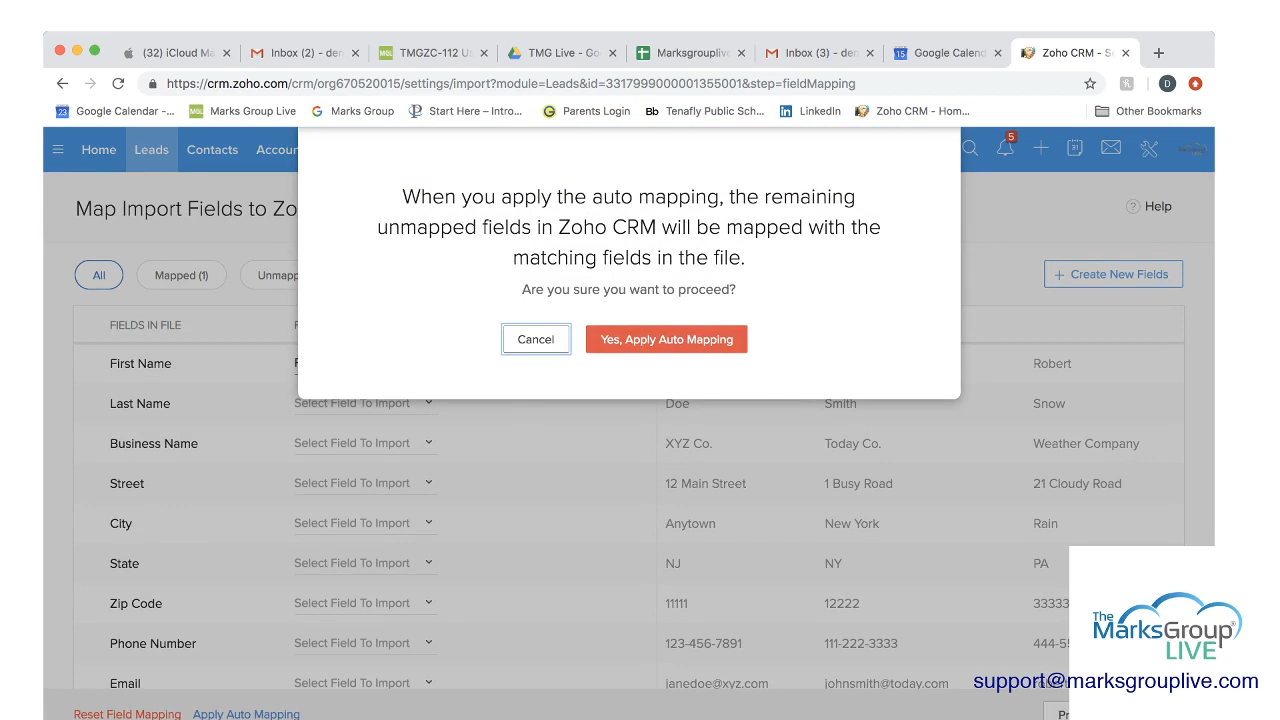 (32) iCloud Ma
Inbox (2) - den
TMGZC-112 Us
TMG Live - Go
Marksgrouplive
Inbox (3) - den
Google Calend
Zoho CRM - Se
https://crm.zoho.com/crm/org670520015/settings/import?module=Leads&id=3317999000001355001&step=fieldMapping
D
Google Calendar -...
Marks Group Live
Marks Group
Start Here – Intro...
Parents Login
Bb Tenafly Public Sch...
LinkedIn
Zoho CRM - Hom...
Other Bookmarks
Home
Leads
Contacts
Accoun
5
Map Import Fields to Zo
? Help
When you apply the auto mapping, the remaining
unmapped fields in Zoho CRM will be mapped with the
matching fields in the file.
Are you sure you want to proceed?
Cancel
Yes, Apply Auto Mapping
All
Mapped (1)
Unmapp
+ Create New Fields
FIELDS IN FILE
First Name
Robert
Last Name
Select Field To Import
Doe
Smith
Snow
Business Name
Select Field To Import
XYZ Co.
Today Co.
Weather Company
Street
Select Field To Import
12 Main Street
1 Busy Road
21 Cloudy Road
City
Select Field To Import
Anytown
New York
Rain
State
Select Field To Import
NJ
NY
PA
Zip Code
Select Field To Import
11111
12222
33333
Phone Number
Select Field To Import
123-456-7891
111-222-3333
444-55
Email
Select Field To Import
janedoe@xyz.com
johnsmith@today.com
Reset Field Mapping
Apply Auto Mapping
The
MarksGroup®
LIVE
support@marksgrouplive.com